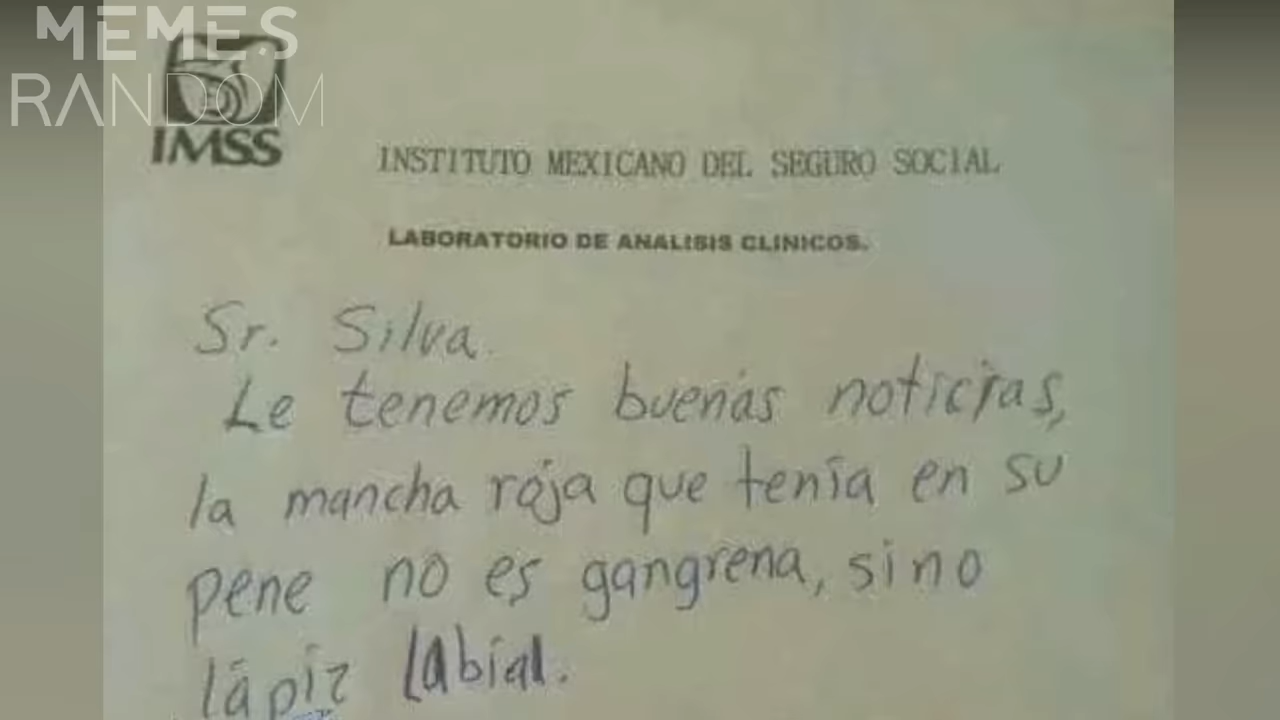 MEMES
RANDOM
IMSS
INSTITUTO MEXICANO DEL SEGURO SOCIAL
LABORATORIO DE ANALISIS CLINICOS.
Sr. Silva.
Le tenemos buenas noticias,
la mancha roja que tenía en su
pene no es gangrena, sino
lápiz labial.